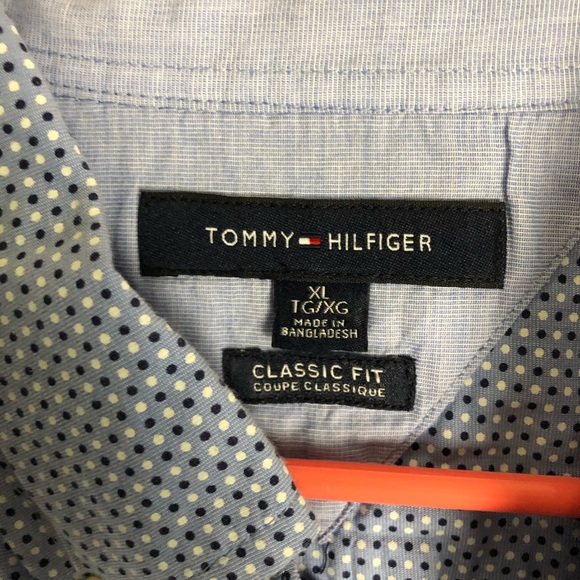 TOMMY HILFIGER
XL
TG/XG
MADE IN
BANGLADESH
CLASSIC FIT
COUPE CLASSIQUE